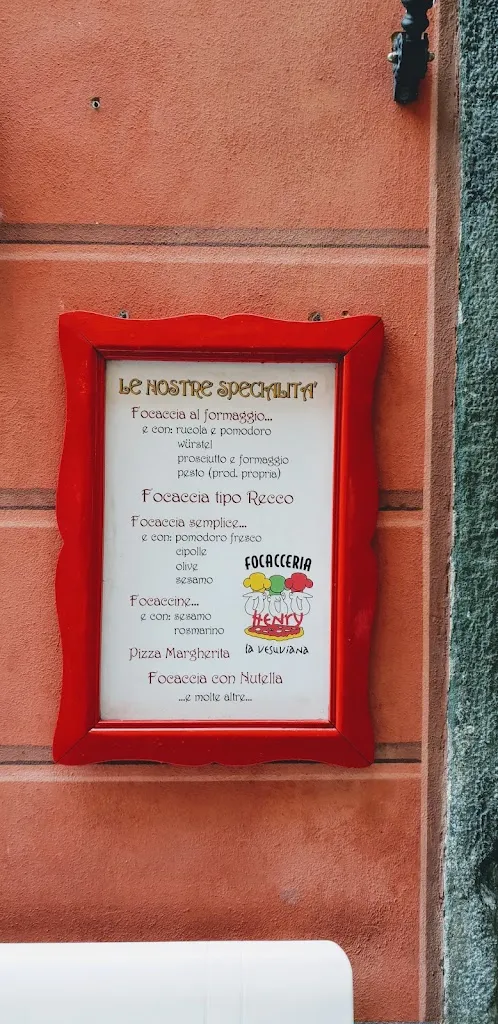 LE NOSTRE SPECIALITA'
Focaccia al formaggio...
e con: rucola e pomodoro
würstel
prosciutto e formaggio
pesto (prod. propria)
Focaccia tipo Recco
Focaccia semplice...
e con: pomodoro fresco
cipolle
olive
sesamo
Focaccine...
e con: sesamo
rosmarino
Pizza Margherita
Focaccia con Nutella
...e molte altre...
FOCACCERIA
HENRY
la Vesuviana